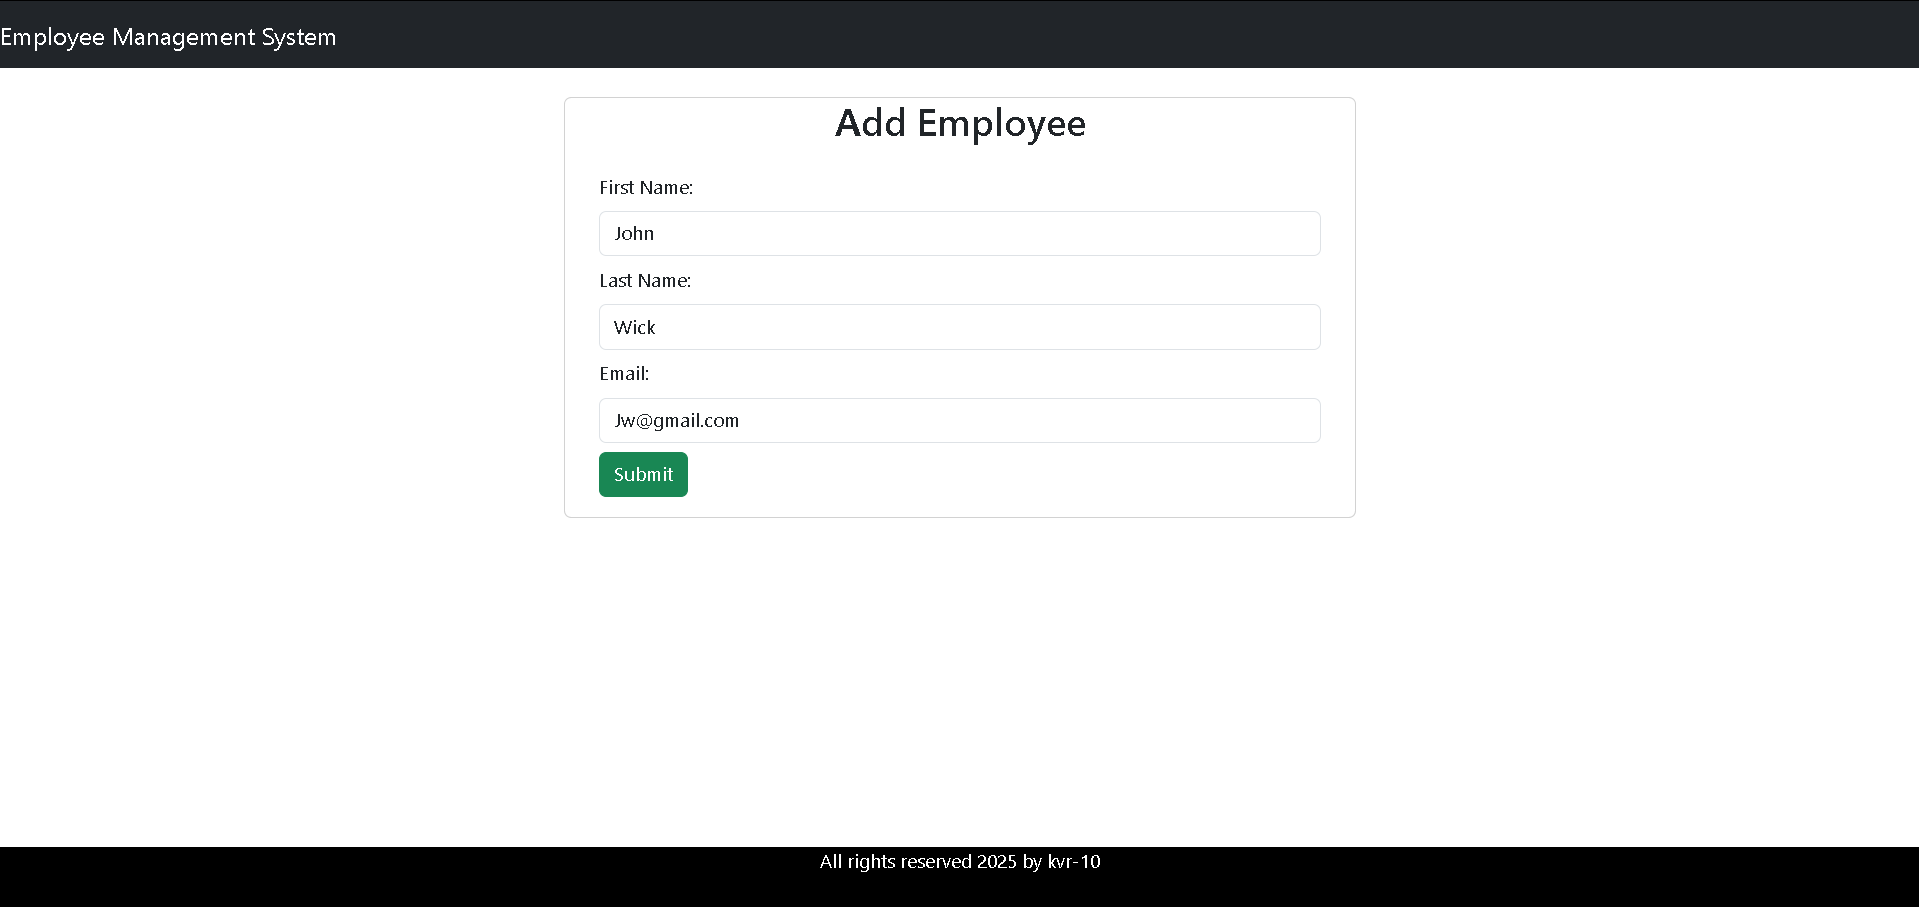 Employee Management System
Add Employee
First Name:
John
Last Name:
Wick
Email:
Jw@gmail.com
Submit
All rights reserved 2025 by kvr-10